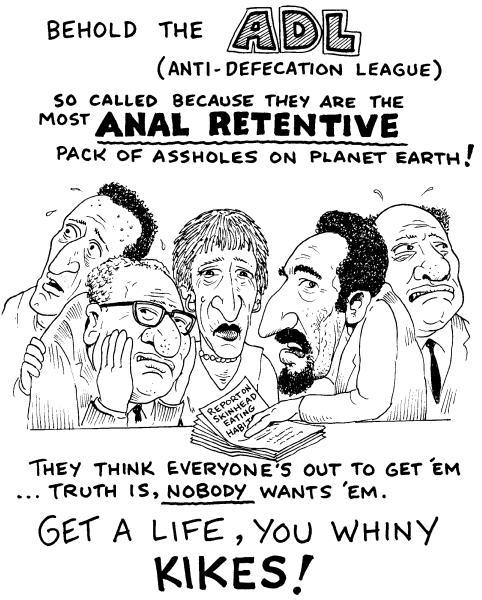 BEHOLD THE ADL
(ANTI-DEFECATION LEAGUE)
SO CALLED BECAUSE THEY ARE THE
MOST ANAL RETENTIVE
PACK OF ASSHOLES ON PLANET EARTH!
REPORT ON
SKINHEAD
EATING
HABITS
THEY THINK EVERYONE'S OUT TO GET 'EM
... TRUTH IS, NOBODY WANTS 'EM.
GET A LIFE, YOU WHINY
KIKES!